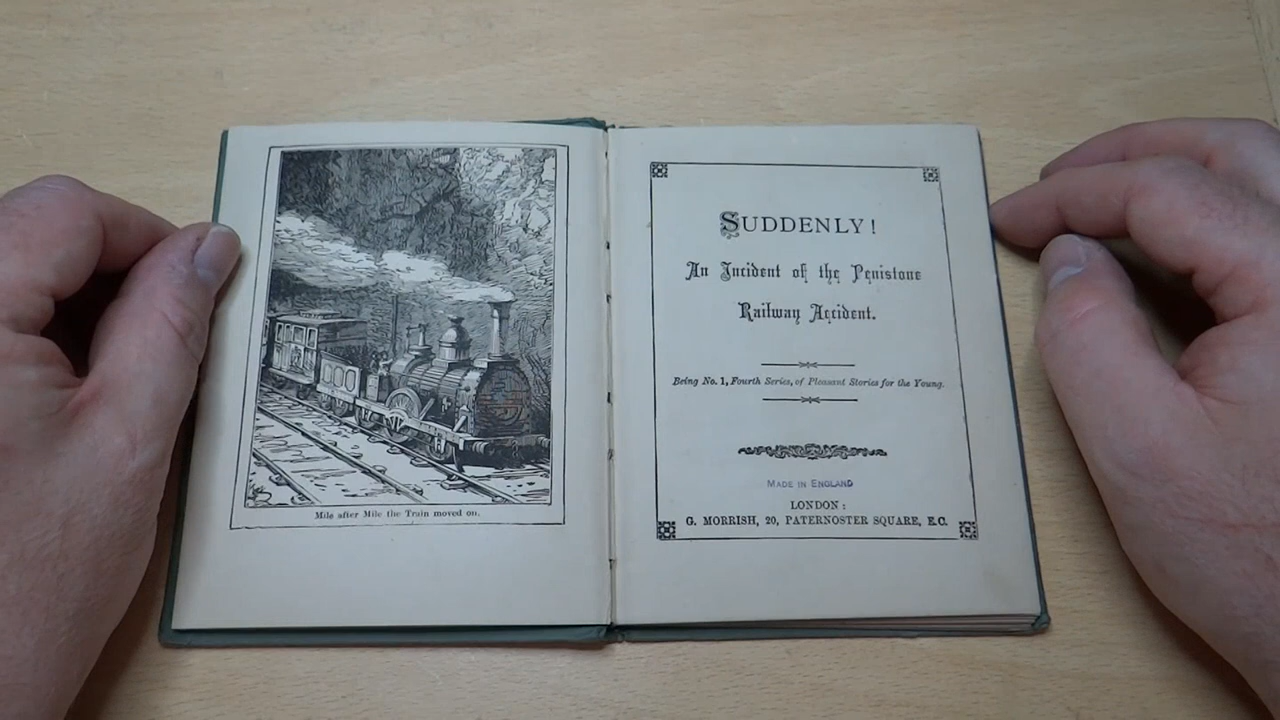 Mile after Mile the Train moved on.
SUDDENLY!
An Incident of the Penistone
Railway Accident.
Being No. 1, Fourth Series, of Pleasant Stories for the Young.
MADE IN ENGLAND
LONDON:
G. MORRISH, 20, PATERNOSTER SQUARE, E.C.